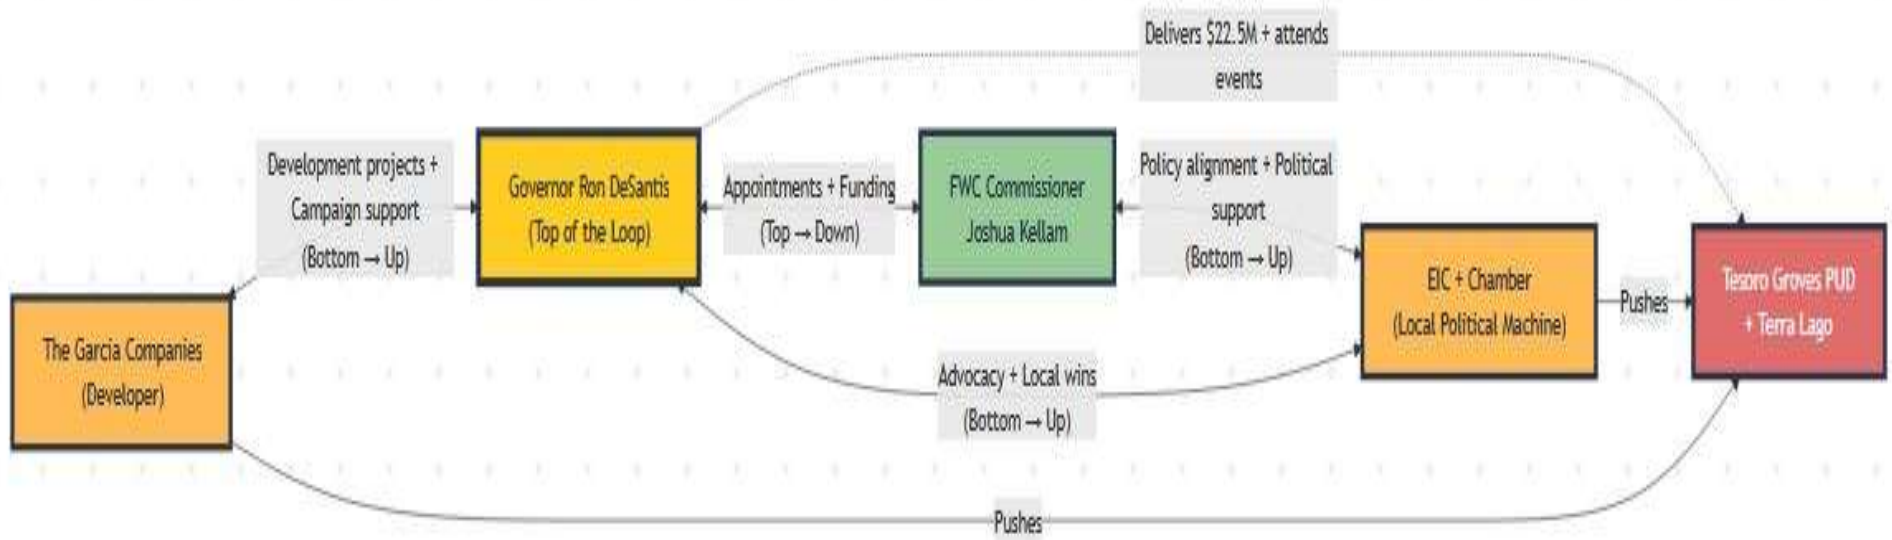 Delivers $22.5M + attends
events
Development projects +
Campaign support
(Bottom → Up)
Governor Ron DeSantis
(Top of the Loop)
Appointments + Funding
(Top → Down)
FWC Commissioner
Joshua Kellam
Policy alignment + Political
support
(Bottom → Up)
EIC + Chamber
(Local Political Machine)
Pushes
Tesoro Groves PUD
+ Terra Lago
The Garcia Companies
(Developer)
Advocacy + Local wins
(Bottom → Up)
Pushes